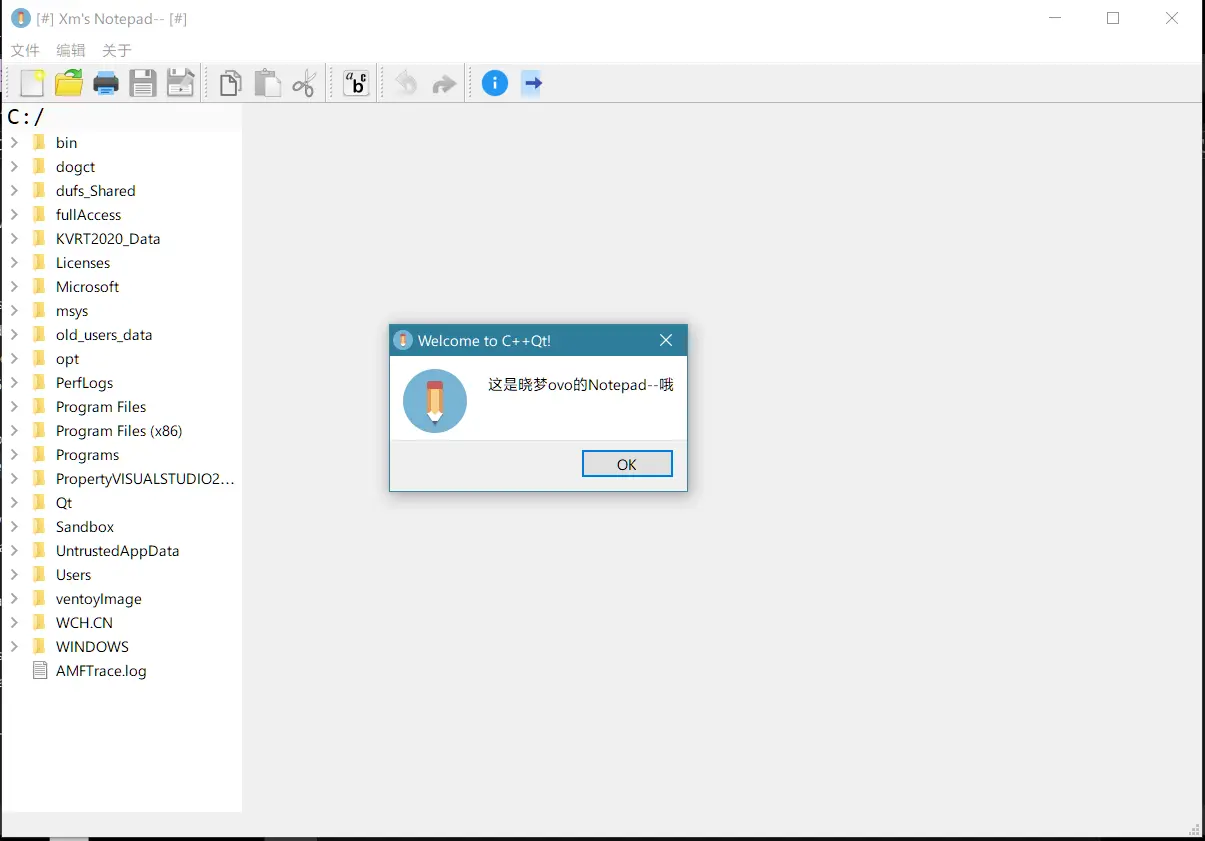 [#] Xm's Notepad-- [#]
文件 编辑 关于
abc
C:/
bin
dogct
dufs_Shared
fullAccess
KVRT2020_Data
Licenses
Microsoft
msys
old_users_data
opt
PerfLogs
Program Files
Program Files (x86)
Programs
PropertyVISUALSTUDIO2...
Qt
Sandbox
UntrustedAppData
Users
ventoyImage
WCH.CN
WINDOWS
AMFTrace.log
Welcome to C++Qt!
这是晓梦ovo的Notepad--哦
OK